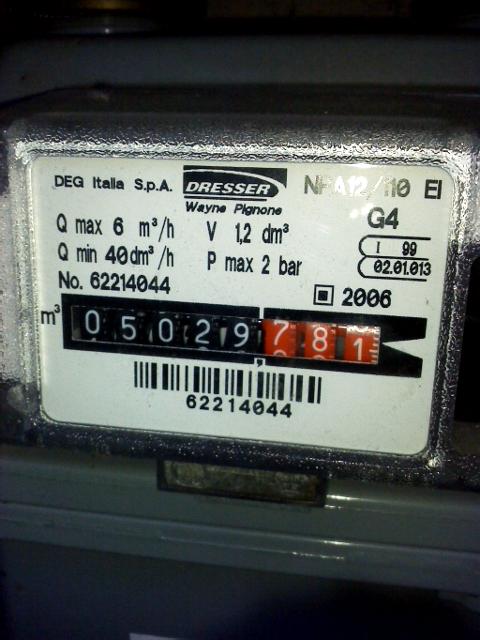 DEG Italia S.p.A.
DRESSER
Wayne Pignone
NPA12/110 EI
G4
Q max 6 m³/h
V 1,2 dm³
I 99
Q min 40dm³/h
P max 2 bar
02.01.013
No. 62214044
2006
m³
05029781
62214044